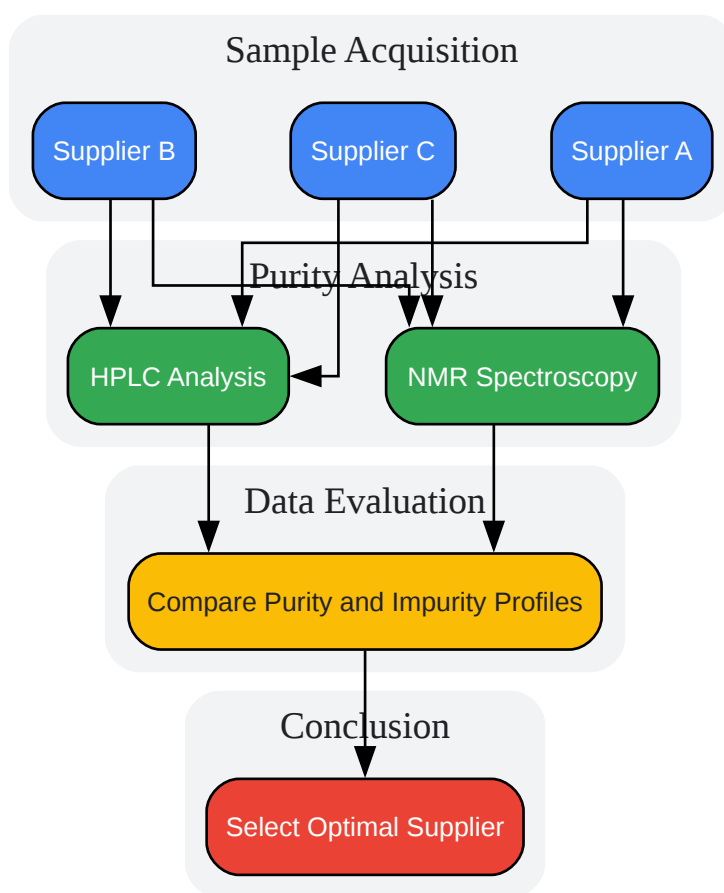 Sample Acquisition
Supplier B
Supplier C
Supplier A
Purity Analysis
HPLC Analysis
NMR Spectroscopy
Data Evaluation
Compare Purity and Impurity Profiles
Conclusion
Select Optimal Supplier